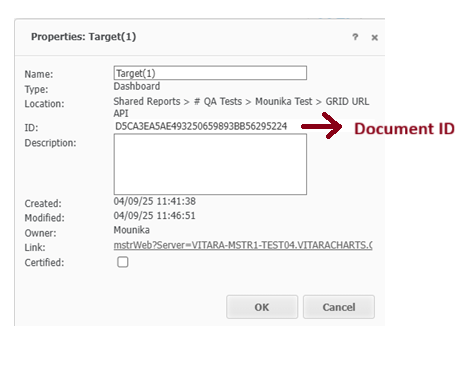 Properties: Target(1) ? ×
Name: Target(1)
Type: Dashboard
Location: Shared Reports > # QA Tests > Mounika Test > GRID URL
API
ID: D5CA3EA5AE493250659893BB56295224 Document ID
Description:
Created: 04/09/25 11:41:38
Modified: 04/09/25 11:46:51
Owner: Mounika
Link: mstrWeb?Server=VITARA-MSTR1-TEST04.VITARACHARTS.C
Certified:
OK Cancel